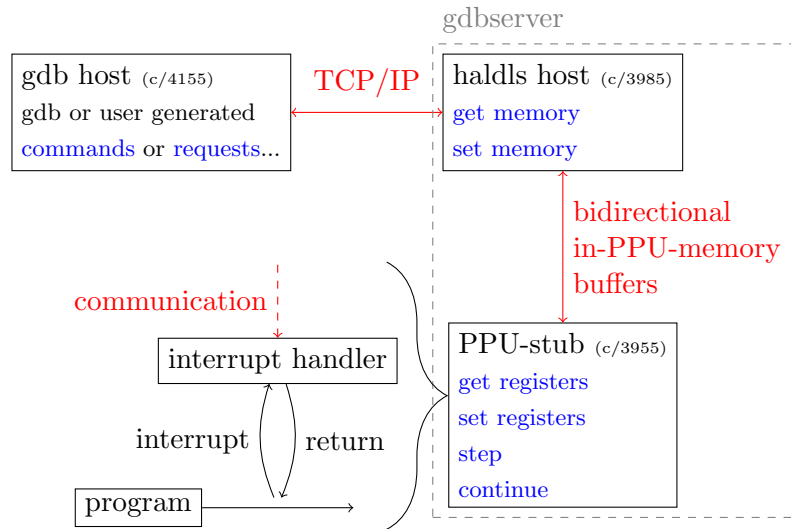 gdbserver
gdb host (c/4155)
gdb or user generated
commands or requests...
TCP/IP
haldls host (c/3985)
get memory
set memory
bidirectional
in-PPU-memory
buffers
communication
interrupt handler
interrupt
return
program
PPU-stub (c/3955)
get registers
set registers
step
continue